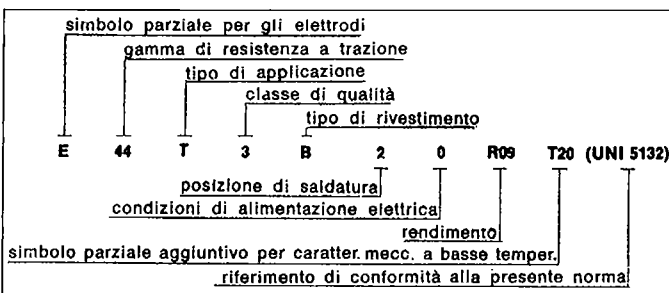 simbolo parziale per gli elettrodi
gamma di resistenza a trazione
tipo di applicazione
classe di qualità
tipo di rivestimento
E 44 T 3 B 2 0 R09 T20 (UNI 5132)
posizione di saldatura
condizioni di alimentazione elettrica
rendimento
simbolo parziale aggiuntivo per caratter. mecc. a basse temper.
riferimento di conformità alla presente norma